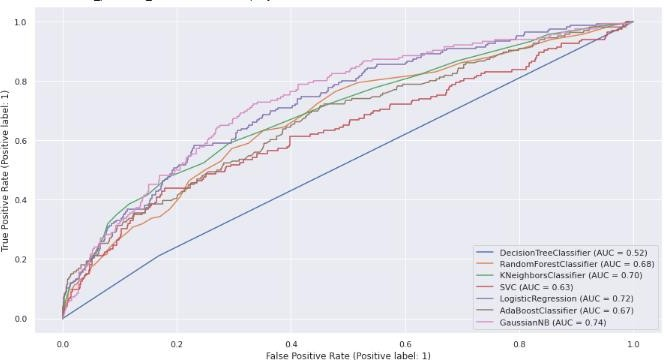 1.0
0.8
0.6
0.4
0.2
0.0
True Positive Rate (Positive label: 1)
DecisionTreeClassifier (AUC = 0.52)
RandomForestClassifier (AUC = 0.68)
KNeighborsClassifier (AUC = 0.70)
SVC (AUC = 0.63)
LogisticRegression (AUC = 0.72)
AdaBoostClassifier (AUC = 0.67)
GaussianNB (AUC = 0.74)
0.0 0.2 0.4 0.6 0.8 1.0
False Positive Rate (Positive label: 1)